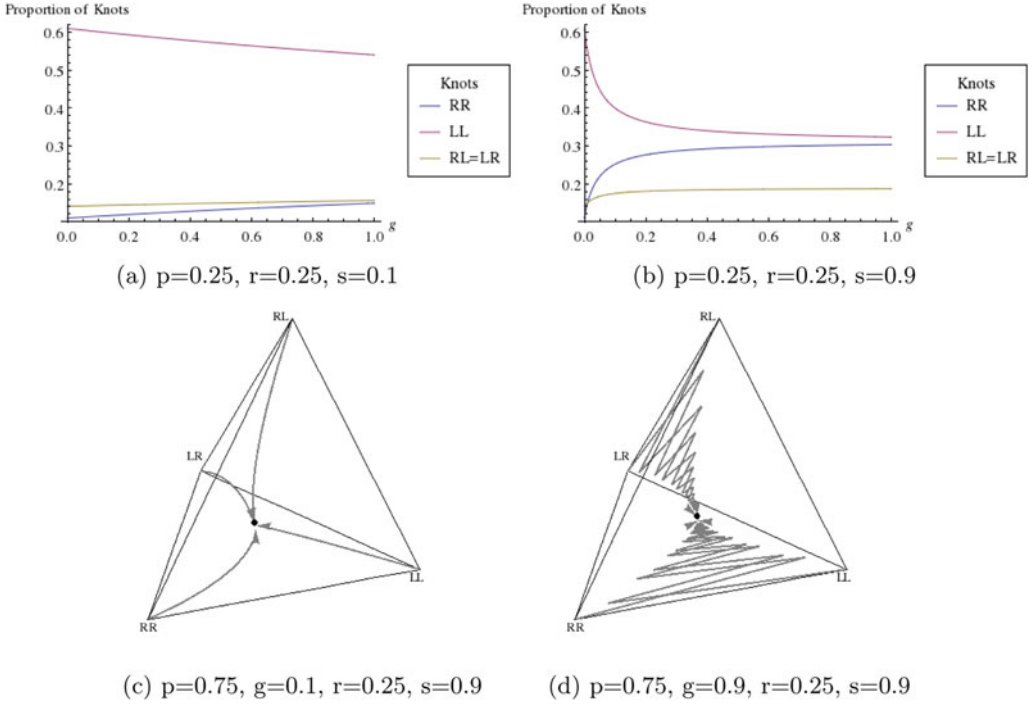 Proportion of Knots
0.6
0.5
0.4
0.3
0.2
0.0 0.2 0.4 0.6 0.8 1.0 g
Knots
RR
LL
RL=LR
(a) p=0.25, r=0.25, s=0.1
Proportion of Knots
0.6
0.5
0.4
0.3
0.2
0.0 0.2 0.4 0.6 0.8 1.0 g
Knots
RR
LL
RL=LR
(b) p=0.25, r=0.25, s=0.9
RL
LR
LL
RR
(c) p=0.75, g=0.1, r=0.25, s=0.9
RL
LR
LL
RR
(d) p=0.75, g=0.9, r=0.25, s=0.9